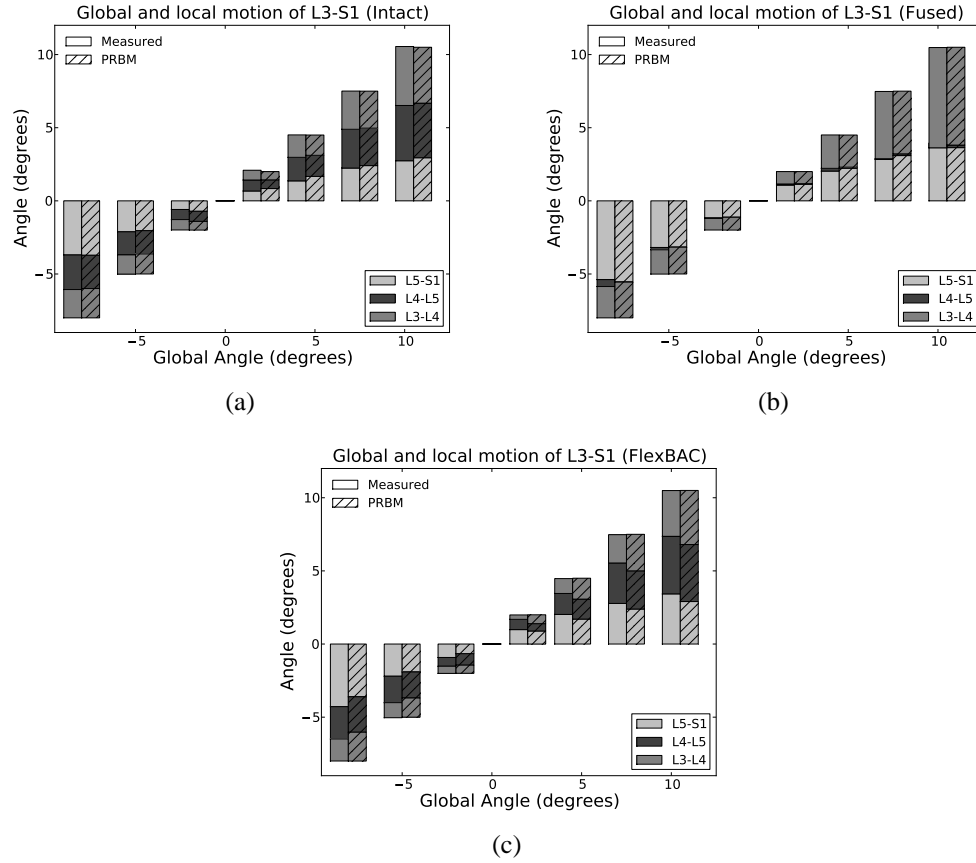 Global and local motion of L3-S1 (Intact)
Measured
PRBM
10
5
0
−5
Angle (degrees)
L5-S1
L4-L5
L3-L4
−5 0 5 10
Global Angle (degrees)
(a)
Global and local motion of L3-S1 (Fused)
Measured
PRBM
10
5
0
−5
Angle (degrees)
L5-S1
L4-L5
L3-L4
−5 0 5 10
Global Angle (degrees)
(b)
Global and local motion of L3-S1 (FlexBAC)
Measured
PRBM
10
5
0
−5
Angle (degrees)
L5-S1
L4-L5
L3-L4
−5 0 5 10
Global Angle (degrees)
(c)